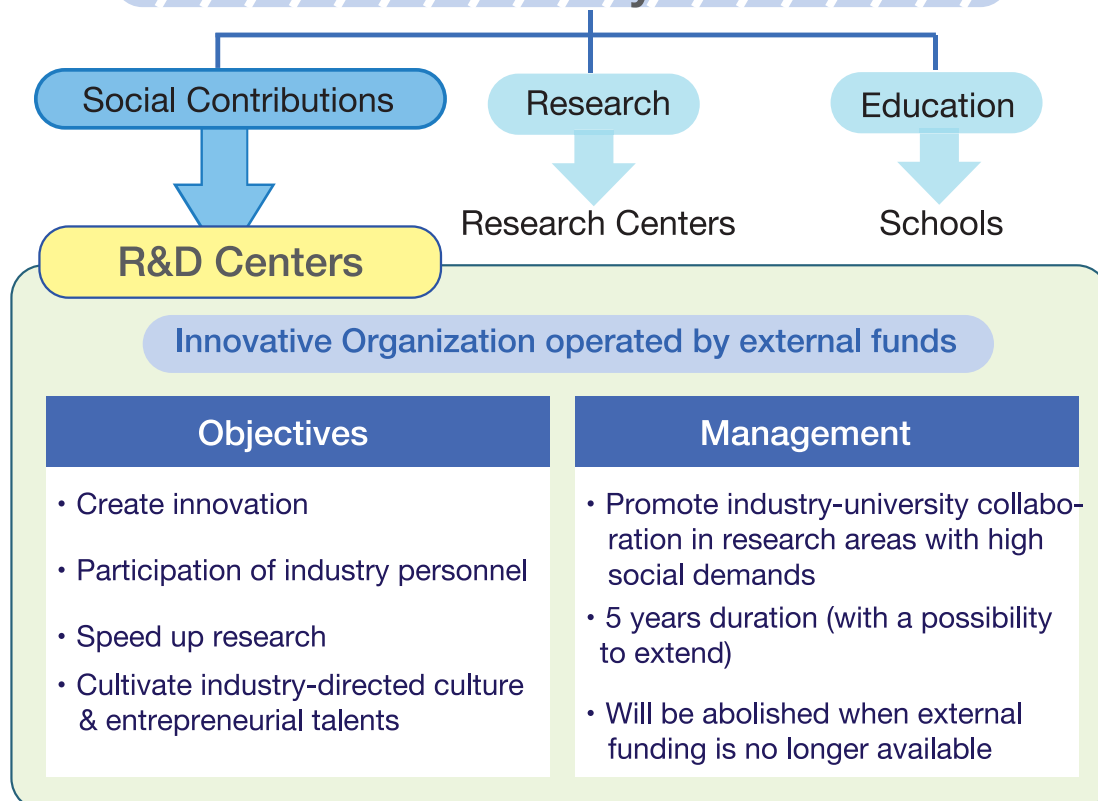 Social Contributions
Research
Education
Research Centers
Schools
R&D Centers
Innovative Organization operated by external funds
Objectives
・Create innovation
・Participation of industry personnel
・Speed up research
・Cultivate industry-directed culture
& entrepreneurial talents
Management
・Promote industry-university collabo-
ration in research areas with high
social demands
・5 years duration (with a possibility
to extend)
・Will be abolished when external
funding is no longer available